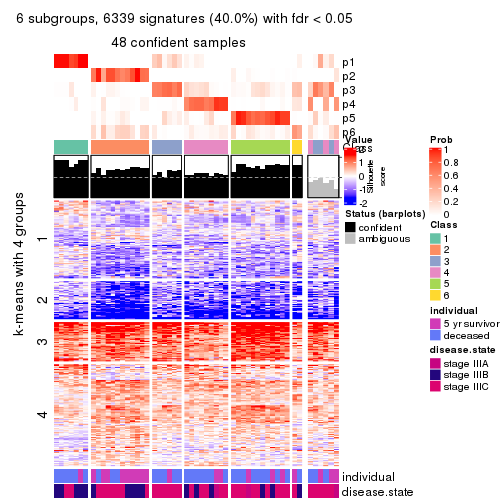 6 subgroups, 6339 signatures (40.0%) with fdr < 0.05
48 confident samples
p1
p2
p3
p4
p5
p6
k-means with 4 groups
1
2
3
4
Value
2
1
0
-1
-2
Silhouette
score
Status (barplots)
confident
ambiguous
Prob
1
0.8
0.6
0.4
0.2
0
Class
1
2
3
4
5
6
individual
5 yr survivor
deceased
disease.state
stage IIIA
stage IIIB
stage IIIC
individual
disease.state